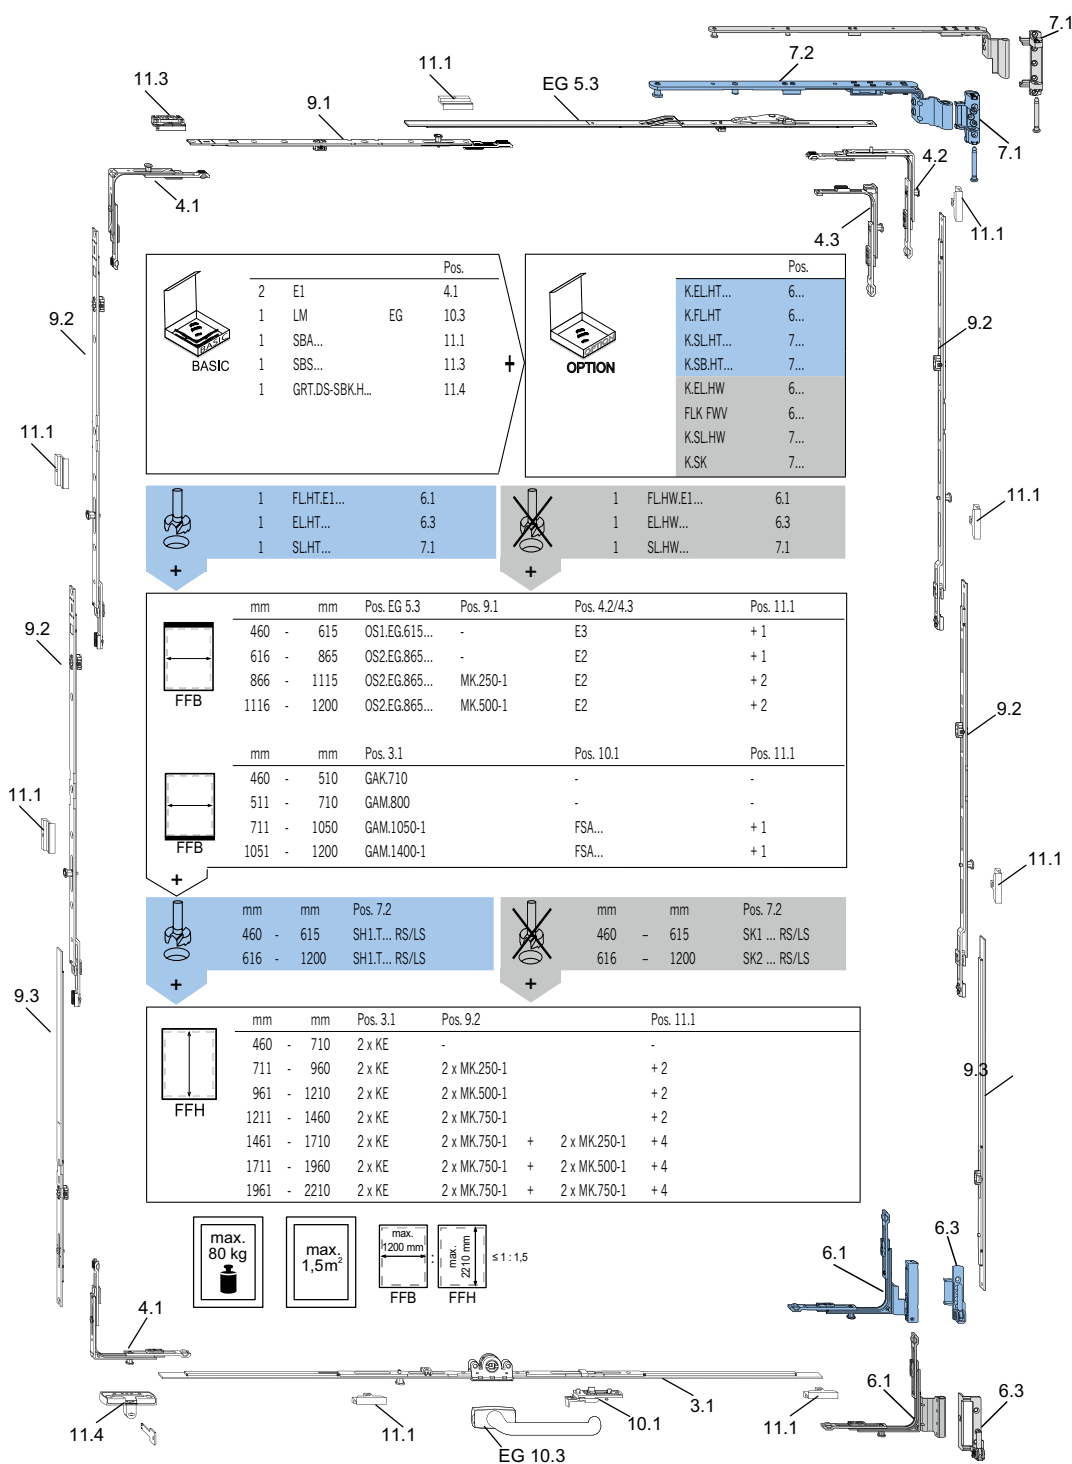 7.1
7.2
11.1
EG 5.3
11.3
9.1
7.1
4.2
4.1
11.1
4.3
Pos.
2 E1 4.1
1 LM EG 10.3
1 SBA... 11.1
1 SBS... 11.3
1 GRT.DS-SBK.H... 11.4
BASIC
BASIC
+
Pos.
K.EL.HT... 6...
K.FL.HT 6...
K.SL.HT... 7...
K.SB.HT... 7...
K.EL.HW 6...
FLK FWV 6...
K.SL.HW 7...
K.SK 7...
OPTION
OPTION
9.2
9.2
11.1
11.1
1 FL.HT.E1... 6.1
1 EL.HT... 6.3
1 SL.HT... 7.1
+
1 FL.HW.E1... 6.1
1 EL.HW... 6.3
1 SL.HW... 7.1
+
mm mm Pos. EG 5.3 Pos. 9.1 Pos. 4.2/4.3 Pos. 11.1
460 - 615 OS1.EG.615... - E3 + 1
616 - 865 OS2.EG.865... - E2 + 1
866 - 1115 OS2.EG.865... MK.250-1 E2 + 2
1116 - 1200 OS2.EG.865... MK.500-1 E2 + 2
FFB
mm mm Pos. 3.1 Pos. 10.1 Pos. 11.1
460 - 510 GAK.710 - -
511 - 710 GAM.800 - -
711 - 1050 GAM.1050-1 FSA... + 1
1051 - 1200 GAM.1400-1 FSA... + 1
FFB
+
9.2
9.2
11.1
11.1
mm mm Pos. 7.2
460 - 615 SH1.T... RS/LS
616 - 1200 SH1.T... RS/LS
+
mm mm Pos. 7.2
460 – 615 SK1 ... RS/LS
616 – 1200 SK2 ... RS/LS
+
9.3
9.3
mm mm Pos. 3.1 Pos. 9.2 Pos. 11.1
460 - 710 2 x KE - -
711 - 960 2 x KE 2 x MK.250-1 + 2
961 - 1210 2 x KE 2 x MK.500-1 + 2
1211 - 1460 2 x KE 2 x MK.750-1 + 2
1461 - 1710 2 x KE 2 x MK.750-1 + 2 x MK.250-1 + 4
1711 - 1960 2 x KE 2 x MK.750-1 + 2 x MK.500-1 + 4
1961 - 2210 2 x KE 2 x MK.750-1 + 2 x MK.750-1 + 4
FFH
max.
80 kg
max.
1,5m²
max.
1200 mm
FFB
:
max.
2210 mm
FFH
≤ 1 : 1,5
6.1
6.3
4.1
3.1
6.1
6.3
11.4
11.1
10.1
11.1
EG 10.3